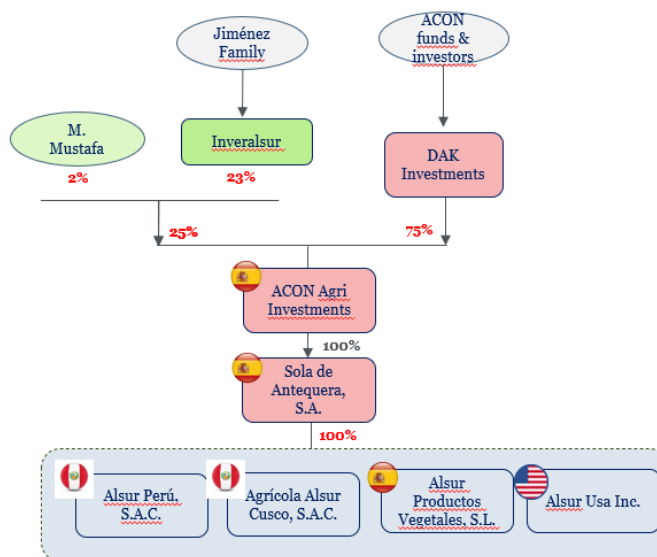 Jiménez
Family
ACON
funds &
investors
M.
Mustafa
Inveralsur
DAK
Investments
2%
23%
25%
75%
ACON Agri
Investments
100%
Sola de
Antequera,
S.A.
100%
Alsur Perú,
S.A.C.
Agrícola Alsur
Cusco, S.A.C.
Alsur
Productos
Vegetales, S.L.
Alsur Usa Inc.